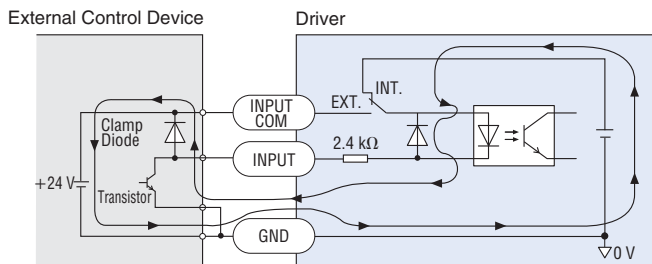 External Control Device
Driver
INPUT
COM
EXT.
INT.
Clamp
Diode
INPUT
2.4 kΩ
+24 V
Transistor
GND
0 V